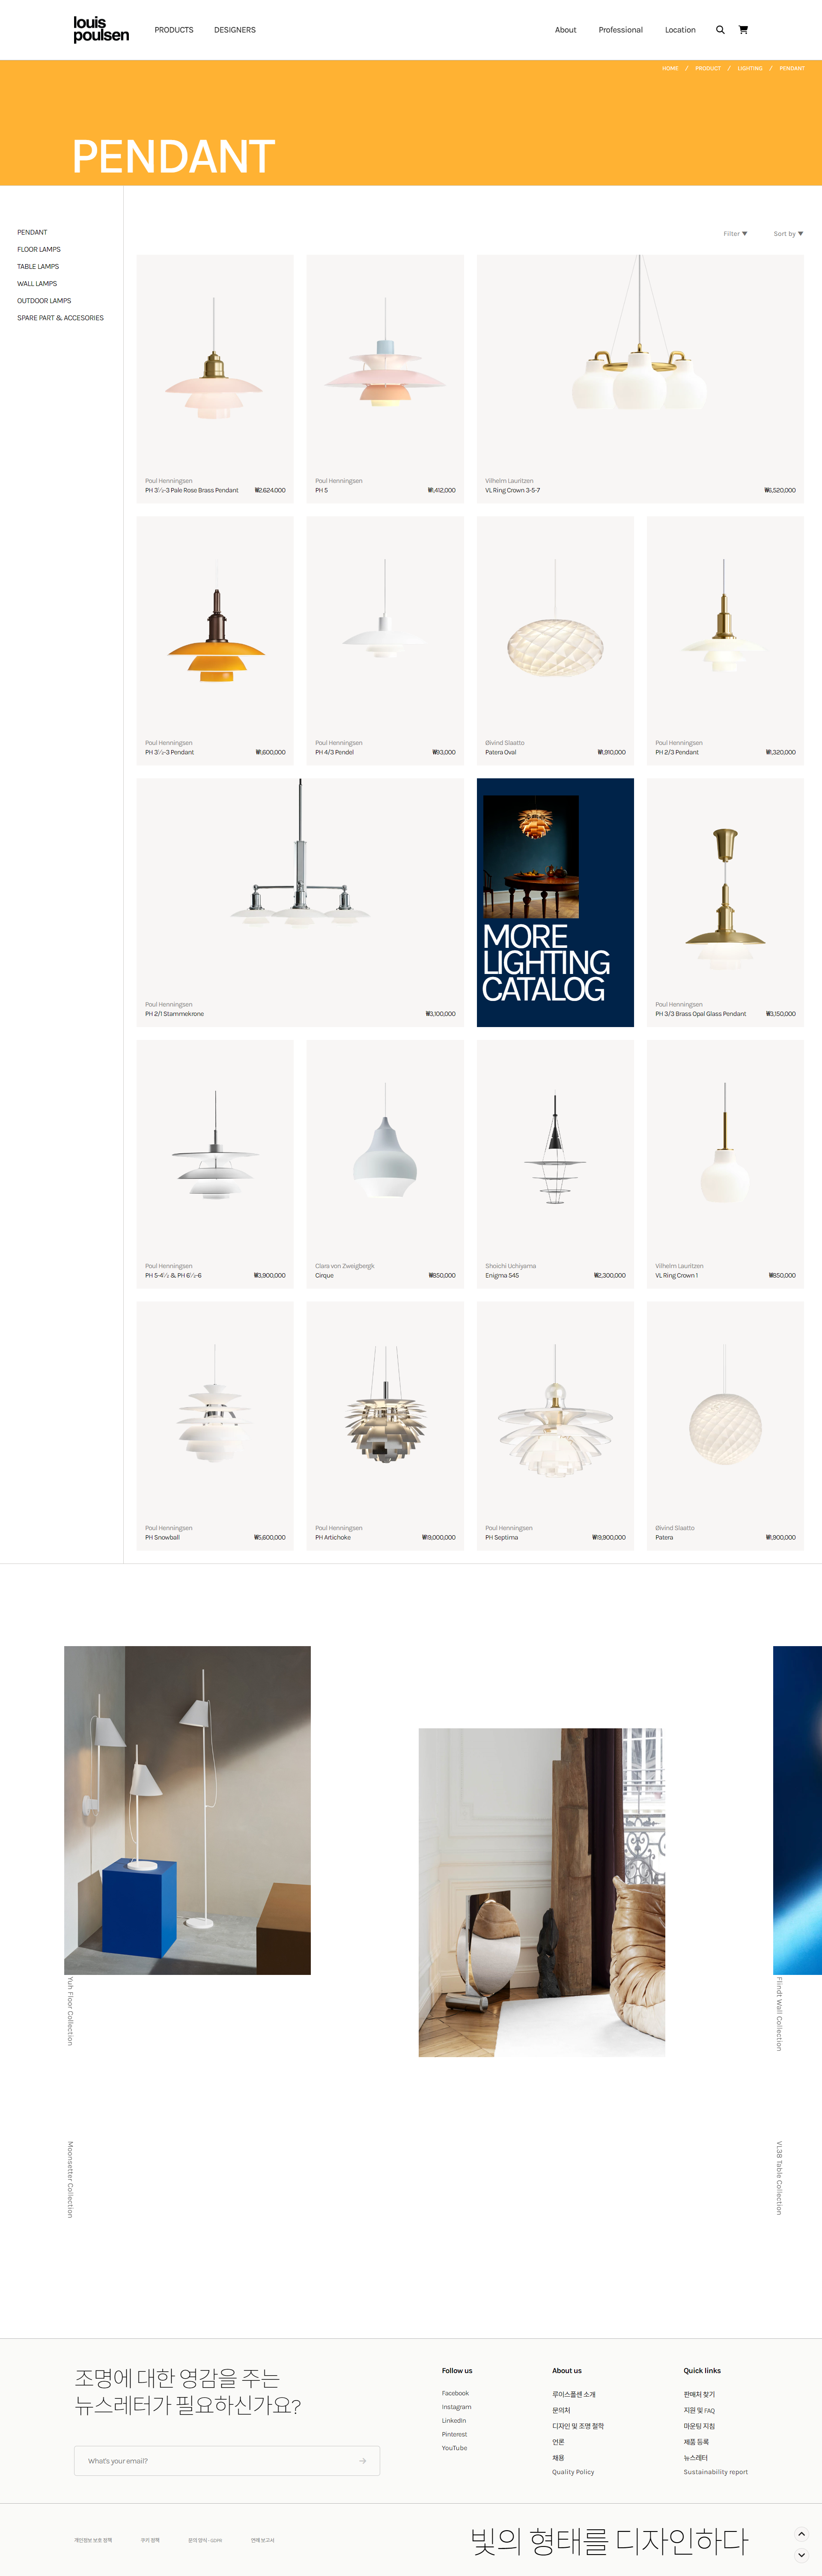 louis
poulsen
PRODUCTS
DESIGNERS
About
Professional
Location
HOME / PRODUCT / LIGHTING / PENDANT
PENDANT
PENDANT
FLOOR LAMPS
TABLE LAMPS
WALL LAMPS
OUTDOOR LAMPS
SPARE PART & ACCESORIES
Filter ▼
Sort by ▼
Poul Henningsen
PH 3½-3 Pale Rose Brass Pendant ₩2,624,000
Poul Henningsen
PH 5 ₩1,412,000
Vilhelm Lauritzen
VL Ring Crown 3-5-7 ₩5,520,000
Poul Henningsen
PH 3½-3 Pendant ₩1,600,000
Poul Henningsen
PH 4/3 Pendel ₩93,000
Øivind Slaatto
Patera Oval ₩1,910,000
Poul Henningsen
PH 2/3 Pendant ₩1,320,000
Poul Henningsen
PH 2/1 Stammekrone ₩3,100,000
MORE
LIGHTING
CATALOG
Poul Henningsen
PH 3/3 Brass Opal Glass Pendant ₩3,150,000
Poul Henningsen
PH 5-4½ & PH 6½-6 ₩3,900,000
Clara von Zweigbergk
Cirque ₩850,000
Shoichi Uchiyama
Enigma 545 ₩2,300,000
Vilhelm Lauritzen
VL Ring Crown 1 ₩850,000
Poul Henningsen
PH Snowball ₩5,600,000
Poul Henningsen
PH Artichoke ₩19,000,000
Poul Henningsen
PH Septima ₩19,900,000
Øivind Slaatto
Patera ₩1,900,000
Yuh Floor Collection
Flindt Wall Collection
Moonsetter Collection
VL38 Table Collection
조명에 대한 영감을 주는
뉴스레터가 필요하신가요?
What's your email?
Follow us
Facebook
Instagram
LinkedIn
Pinterest
YouTube
About us
루이스폴센 소개
문의처
디자인 및 조명 철학
언론
채용
Quality Policy
Quick links
판매처 찾기
지원 및 FAQ
마운팅 지침
제품 등록
뉴스레터
Sustainability report
개인정보 보호 정책
쿠키 정책
문의 양식 - GDPR
연례 보고서
빛의 형태를 디자인하다